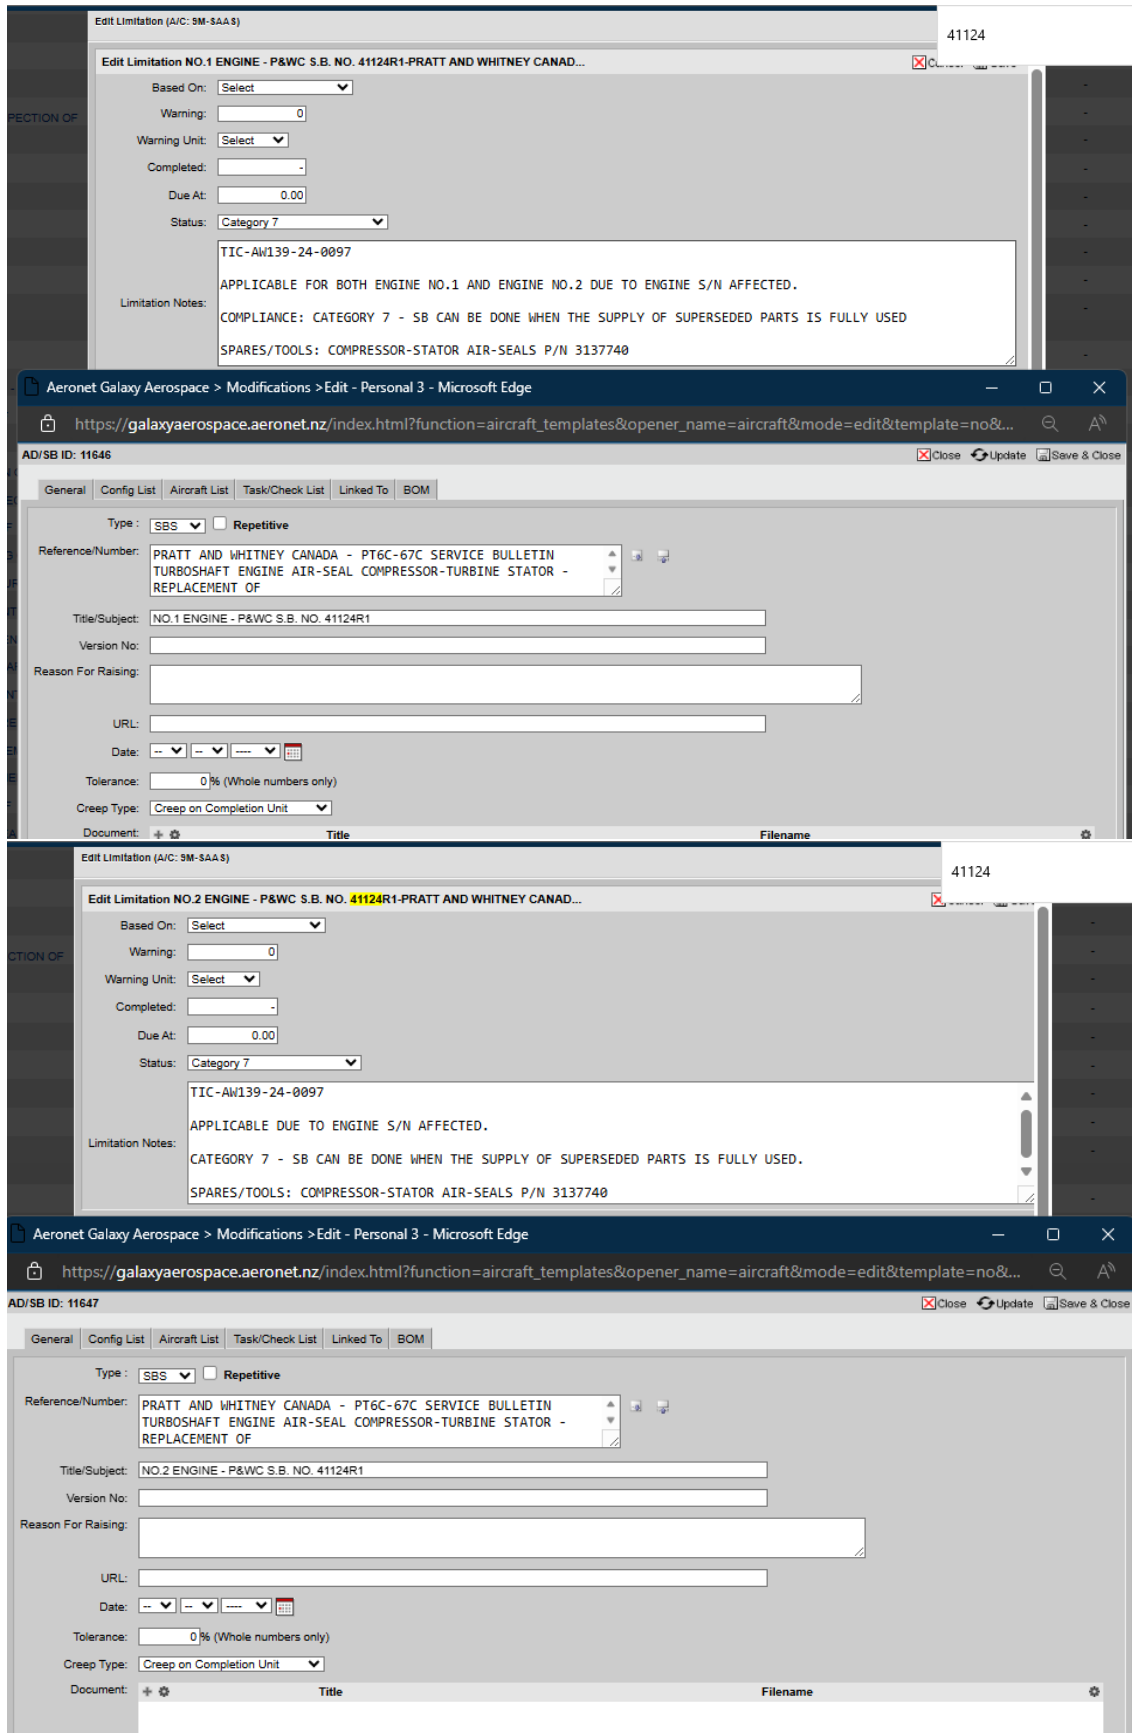 Edit Limitation (A/C: 9M-SAAS)
41124
Edit Limitation NO.1 ENGINE - P&WC S.B. NO. 41124R1-PRATT AND WHITNEY CANAD...
Based On: Select
PECTION OF
Warning: 0
Warning Unit: Select
Completed: -
Due At: 0.00
Status: Category 7
Limitation Notes:
TIC-AW139-24-0097
APPLICABLE FOR BOTH ENGINE NO.1 AND ENGINE NO.2 DUE TO ENGINE S/N AFFECTED.
COMPLIANCE: CATEGORY 7 - SB CAN BE DONE WHEN THE SUPPLY OF SUPERSEDED PARTS IS FULLY USED
SPARES/TOOLS: COMPRESSOR-STATOR AIR-SEALS P/N 3137740
Aeronet Galaxy Aerospace > Modifications >Edit - Personal 3 - Microsoft Edge
https://galaxyaerospace.aeronet.nz/index.html?function=aircraft_templates&opener_name=aircraft&mode=edit&template=no&...
AD/SB ID: 11646 Close Update Save & Close
General Config List Aircraft List Task/Check List Linked To BOM
Type : SBS Repetitive
Reference/Number: PRATT AND WHITNEY CANADA - PT6C-67C SERVICE BULLETIN
TURBOSHAFT ENGINE AIR-SEAL COMPRESSOR-TURBINE STATOR -
REPLACEMENT OF
Title/Subject: NO.1 ENGINE - P&WC S.B. NO. 41124R1
Version No:
Reason For Raising:
URL:
Date: -- -- ----
Tolerance: 0 % (Whole numbers only)
Creep Type: Creep on Completion Unit
Document: Title Filename
Edit Limitation (A/C: 9M-SAAS)
41124
Edit Limitation NO.2 ENGINE - P&WC S.B. NO. 41124R1-PRATT AND WHITNEY CANAD...
Based On: Select
Warning: 0
CTION OF
Warning Unit: Select
Completed: -
Due At: 0.00
Status: Category 7
Limitation Notes:
TIC-AW139-24-0097
APPLICABLE DUE TO ENGINE S/N AFFECTED.
CATEGORY 7 - SB CAN BE DONE WHEN THE SUPPLY OF SUPERSEDED PARTS IS FULLY USED.
SPARES/TOOLS: COMPRESSOR-STATOR AIR-SEALS P/N 3137740
Aeronet Galaxy Aerospace > Modifications >Edit - Personal 3 - Microsoft Edge
https://galaxyaerospace.aeronet.nz/index.html?function=aircraft_templates&opener_name=aircraft&mode=edit&template=no&...
AD/SB ID: 11647 Close Update Save & Close
General Config List Aircraft List Task/Check List Linked To BOM
Type : SBS Repetitive
Reference/Number: PRATT AND WHITNEY CANADA - PT6C-67C SERVICE BULLETIN
TURBOSHAFT ENGINE AIR-SEAL COMPRESSOR-TURBINE STATOR -
REPLACEMENT OF
Title/Subject: NO.2 ENGINE - P&WC S.B. NO. 41124R1
Version No:
Reason For Raising:
URL:
Date: -- -- ----
Tolerance: 0 % (Whole numbers only)
Creep Type: Creep on Completion Unit
Document: Title Filename